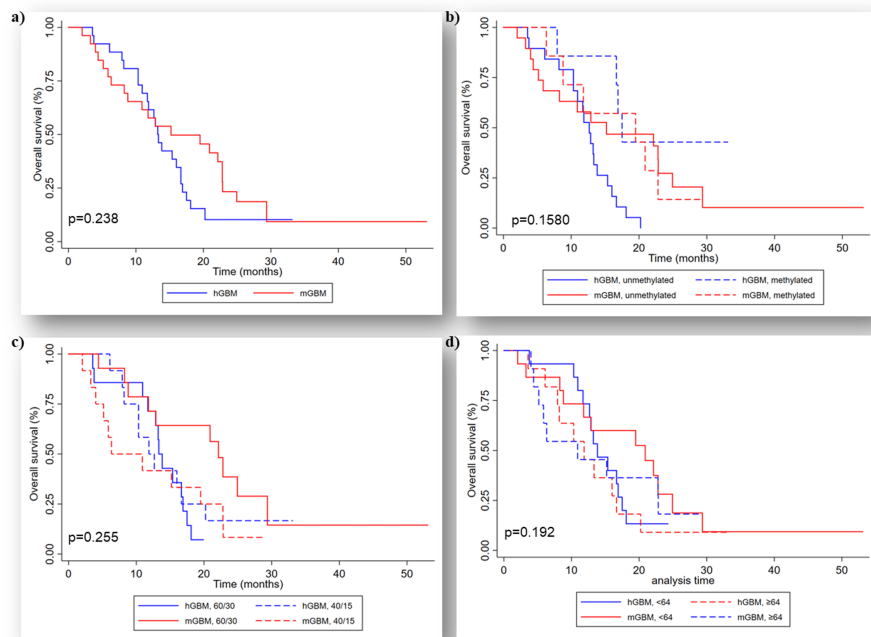 a)
Overall survival (%)
1.00
0.75
0.50
0.25
0.00
p=0.238
0 10 20 30 40 50
Time (months)
hGBM mGBM
b)
Overall survival (%)
1.00
0.75
0.50
0.25
0.00
p=0.1580
0 10 20 30 40 50
Time (months)
hGBM, unmethylated hGBM, methylated
mGBM, unmethylated mGBM, methylated
c)
Overall survival (%)
1.00
0.75
0.50
0.25
0.00
p=0.255
0 10 20 30 40 50
Time (months)
hGBM, 60/30 hGBM, 40/15
mGBM, 60/30 mGBM, 40/15
d)
Overall survival (%)
1.00
0.75
0.50
0.25
0.00
p=0.192
0 10 20 30 40 50
analysis time
hGBM, <64 hGBM, ≥64
mGBM, <64 mGBM, ≥64